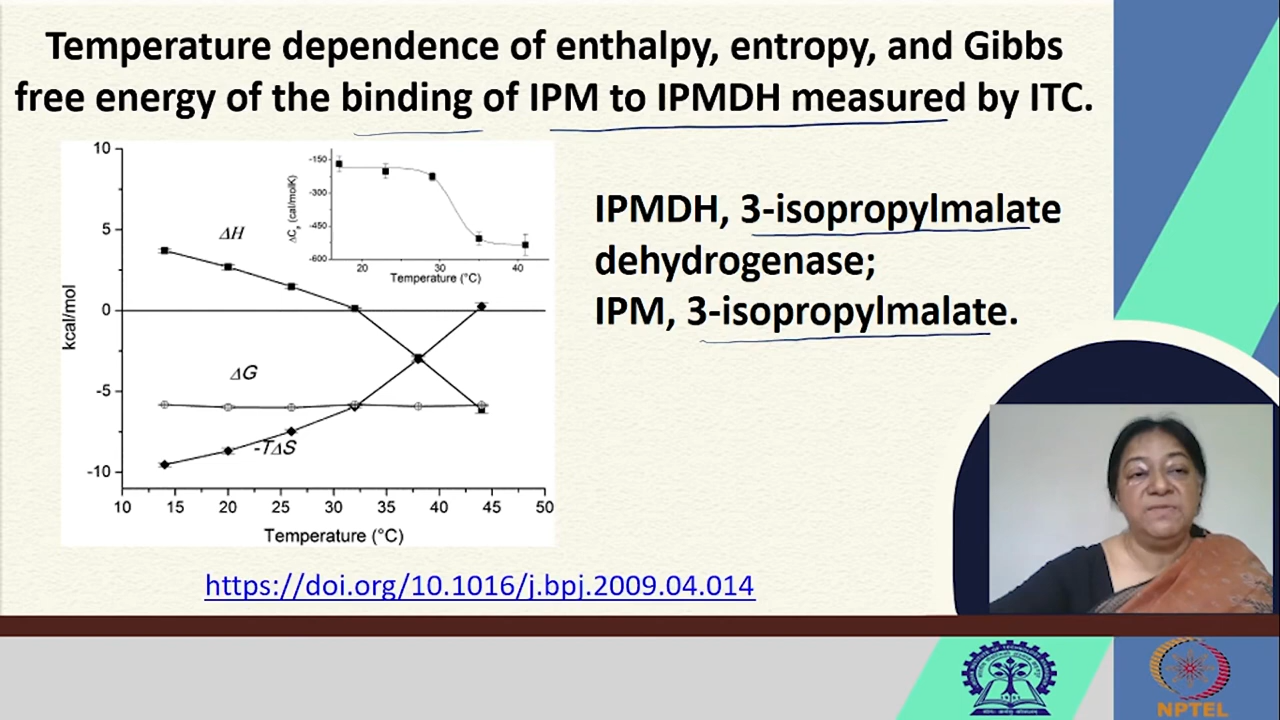 Temperature dependence of enthalpy, entropy, and Gibbs
free energy of the binding of IPM to IPMDH measured by ITC.
10
5
0
-5
-10
kcal/mol
ΔH
ΔG
-TΔS
10 15 20 25 30 35 40 45 50
Temperature (°C)
-150
-300
-450
-600
ΔCp (cal/molK)
20 30 40
Temperature (°C)
IPMDH, 3-isopropylmalate
dehydrogenase;
IPM, 3-isopropylmalate.
https://doi.org/10.1016/j.bpj.2009.04.014
NPTEL